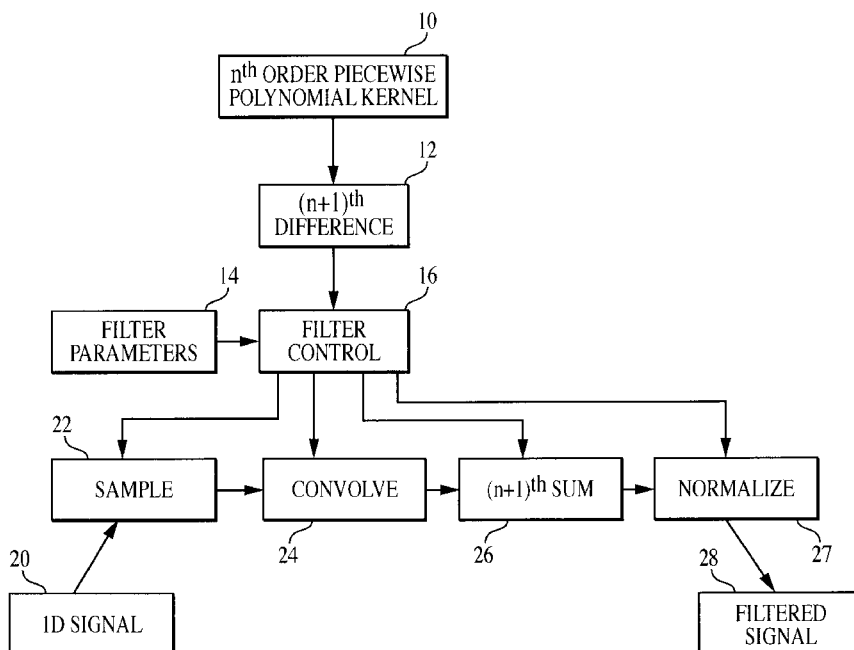 10
nth ORDER PIECEWISE
POLYNOMIAL KERNEL
12
(n+1)th
DIFFERENCE
14
16
FILTER
PARAMETERS
FILTER
CONTROL
22
SAMPLE
CONVOLVE
(n+1)th SUM
NORMALIZE
24
26
27
20
28
1D SIGNAL
FILTERED
SIGNAL